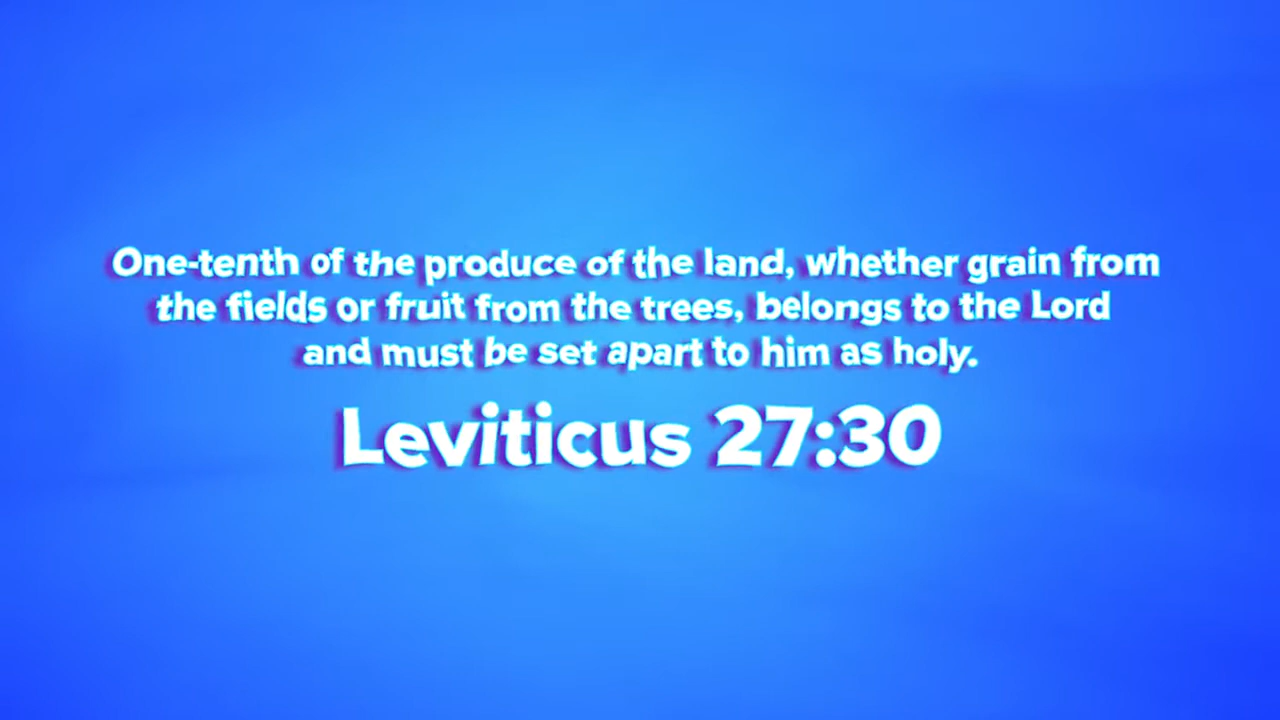 One-tenth of the produce of the land, whether grain from
the fields or fruit from the trees, belongs to the Lord
and must be set apart to him as holy.
Leviticus 27:30